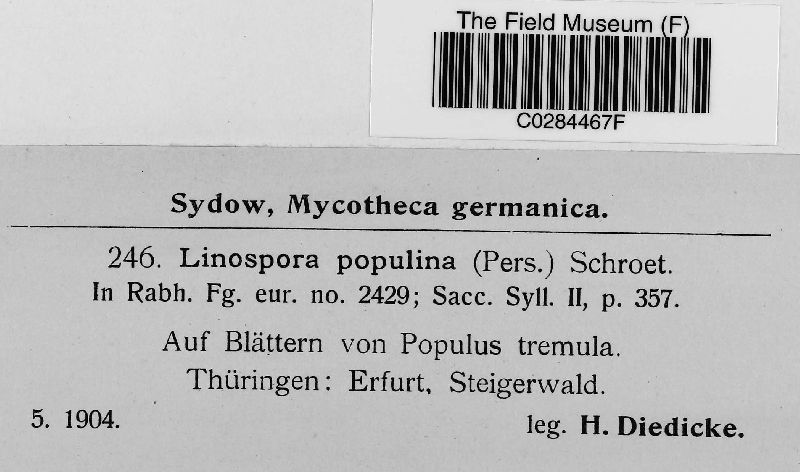 The Field Museum (F)
C0284467F
Sydow, Mycotheca germanica.
246. Linospora populina (Pers.) Schroet.
In Rabh. Fg. eur. no. 2429; Sacc. Syll. II, p. 357.
Auf Blättern von Populus tremula.
Thüringen: Erfurt, Steigerwald.
5. 1904. leg. H. Diedicke.